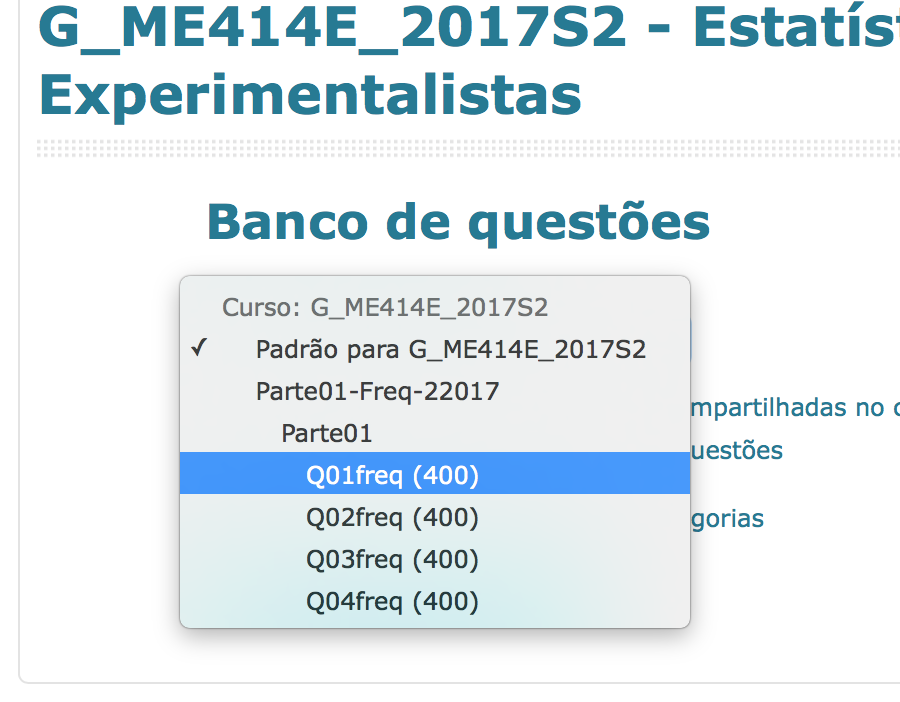 G_ME414E_2017S2 - Estatíst
Experimentalistas
Banco de questões
Curso: G_ME414E_2017S2
✓ Padrão para G_ME414E_2017S2
Parte01-Freq-22017
mpartilhadas no
Parte01
uestões
Q01freq (400)
Q02freq (400)
gorias
Q03freq (400)
Q04freq (400)